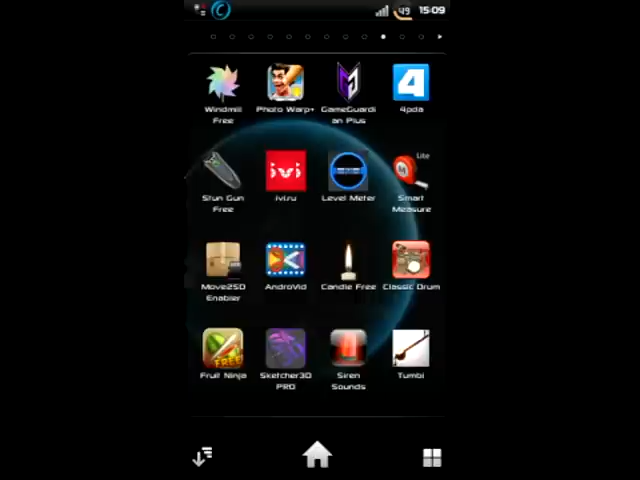 49 15:09
Windmill Free
Photo Warp+
GameGuardi
an Plus
4
4pda
Stun Gun
Free
ivi
ivi.ru
Level Meter
Lite
Smart
Measure
Move2SD
Enabler
AndroVid
Candle Free
Classic Drum
FREE
Fruit Ninja
Sketcher3D
PRO
Siren
Sounds
Tumbi